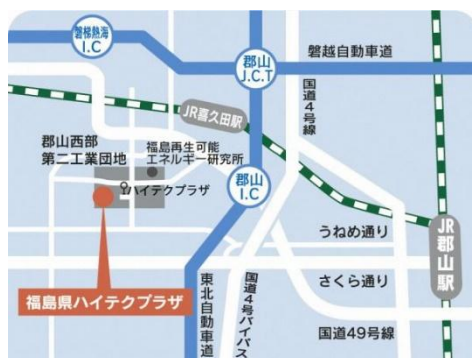 磐梯熱海
I.C
郡山
J.C.T
磐越自動車道
国道4号線
JR喜久田駅
郡山西部
第二工業団地
福島再生可能
エネルギー研究所
ハイテクプラザ
郡山
I.C
うねめ通り
JR郡山駅
さくら通り
福島県ハイテクプラザ
東北自動車道
国道4号バイパス
国道49号線